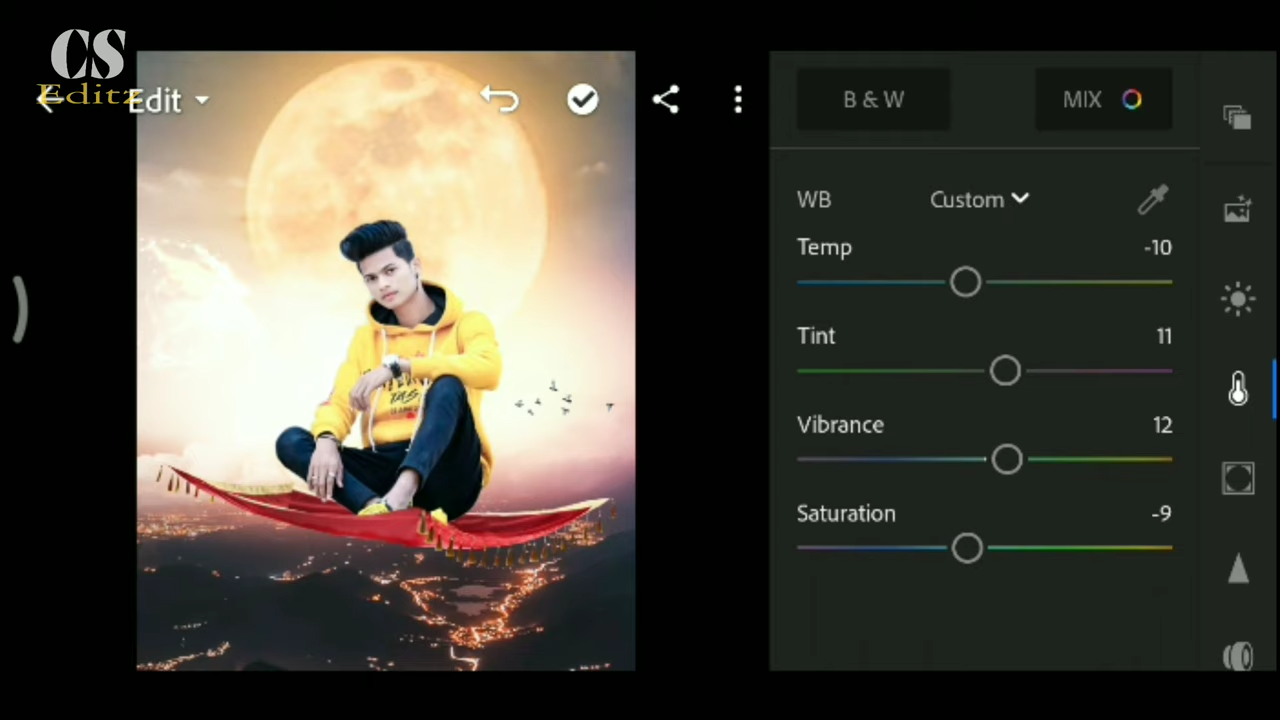 CS
Editz
Edit
B & W
MIX
WB
Custom
Temp
-10
Tint
11
Vibrance
12
Saturation
-9